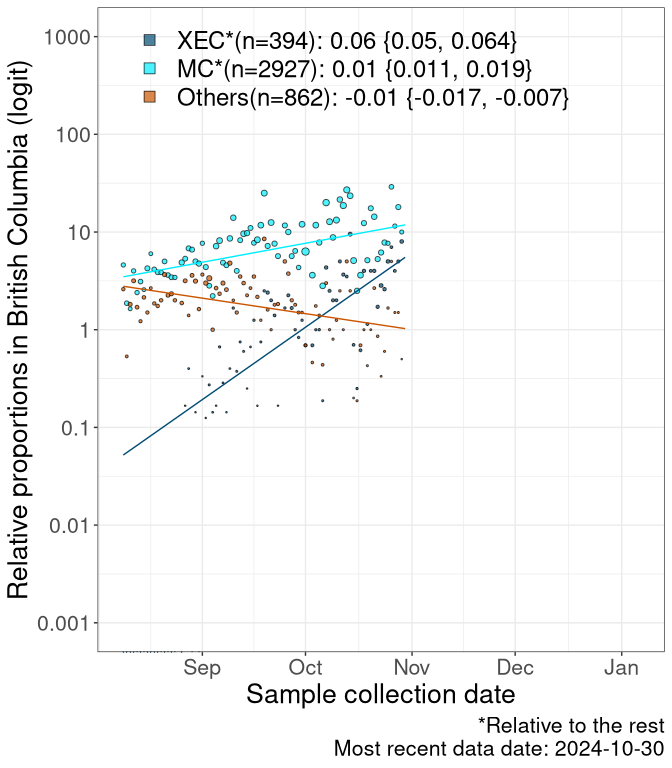 XEC*(n=394): 0.06 {0.05, 0.064}
MC*(n=2927): 0.01 {0.011, 0.019}
Others(n=862): -0.01 {-0.017, -0.007}
Relative proportions in British Columbia (logit)
1000
100
10
1
0.1
0.01
0.001
Sep Oct Nov Dec Jan
Sample collection date
*Relative to the rest
Most recent data date: 2024-10-30